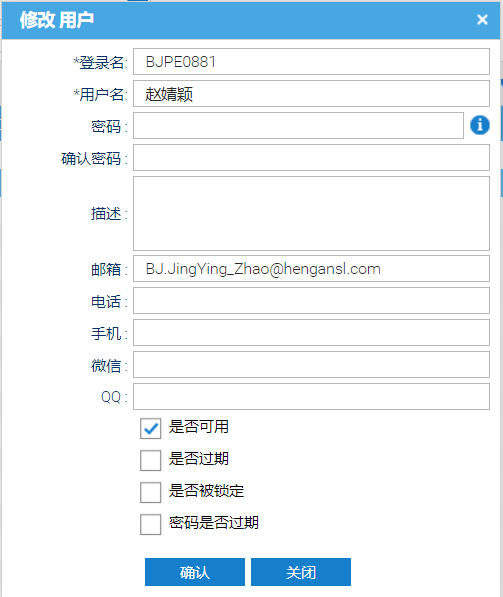 修改 用户
*登录名: BJPE0881
*用户名: 赵婧颖
密码 :
确认密码 :
描述 :
邮箱 : BJ.JingYing_Zhao@hengansl.com
电话 :
手机 :
微信 :
QQ :
是否可用
是否过期
是否被锁定
密码是否过期
确认 关闭